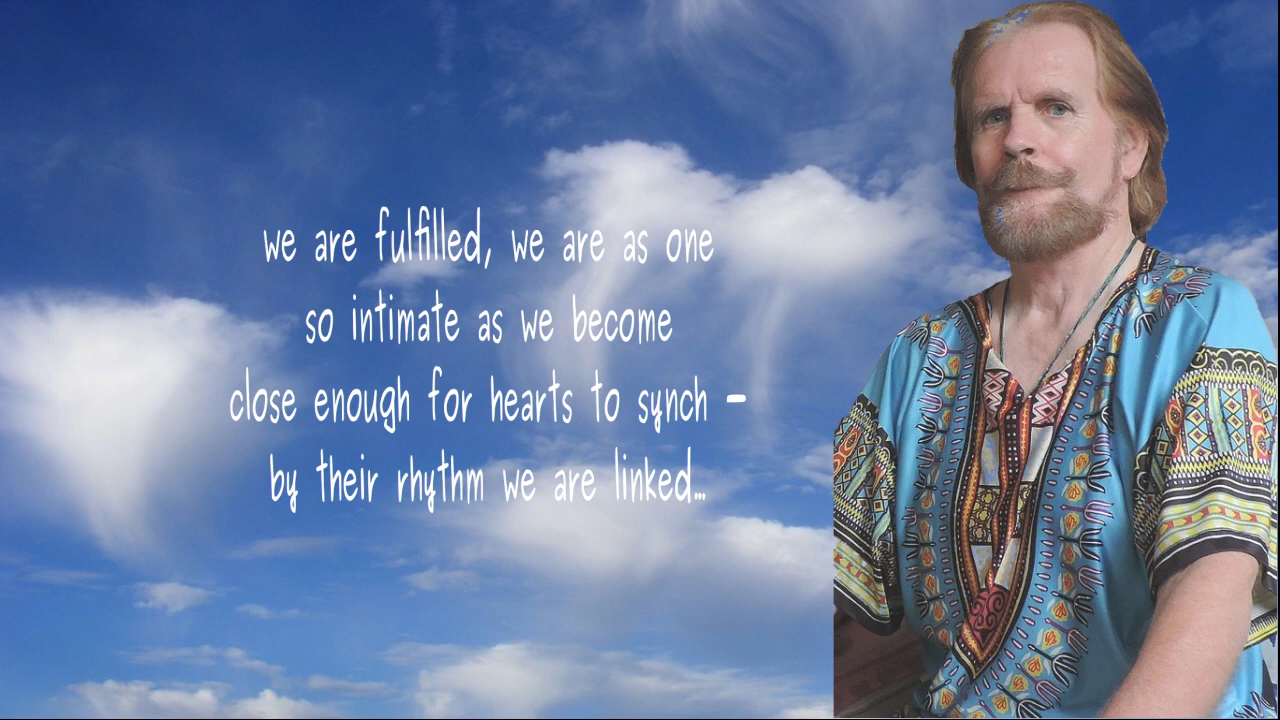 we are fulfilled, we are as one
so intimate as we become
close enough for hearts to synch -
by their rhythm we are linked...